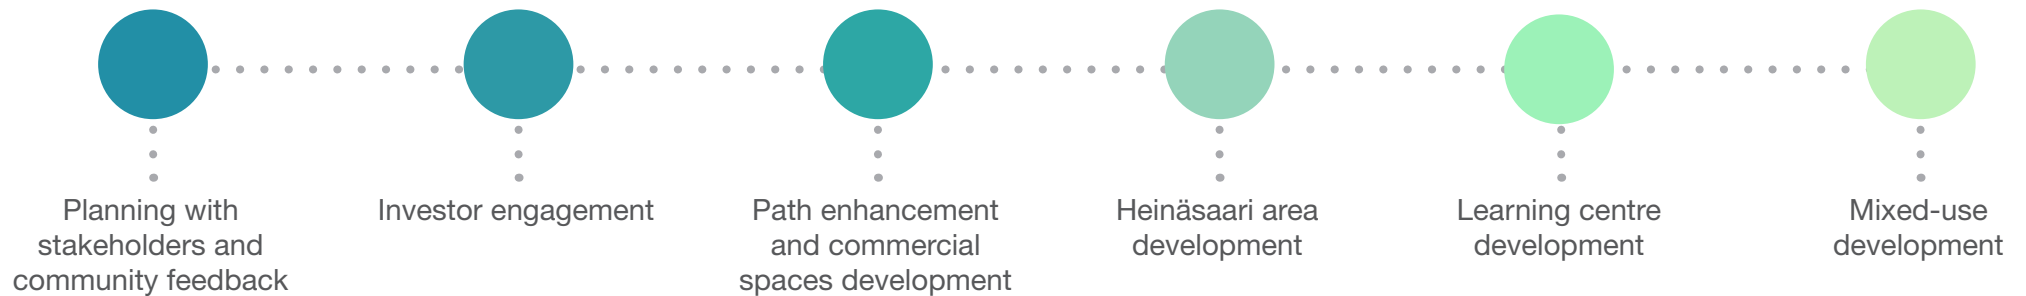 Planning with
stakeholders and
community feedback
Investor engagement
Path enhancement
and commercial
spaces development
Heinäsaari area
development
Learning centre
development
Mixed-use
development